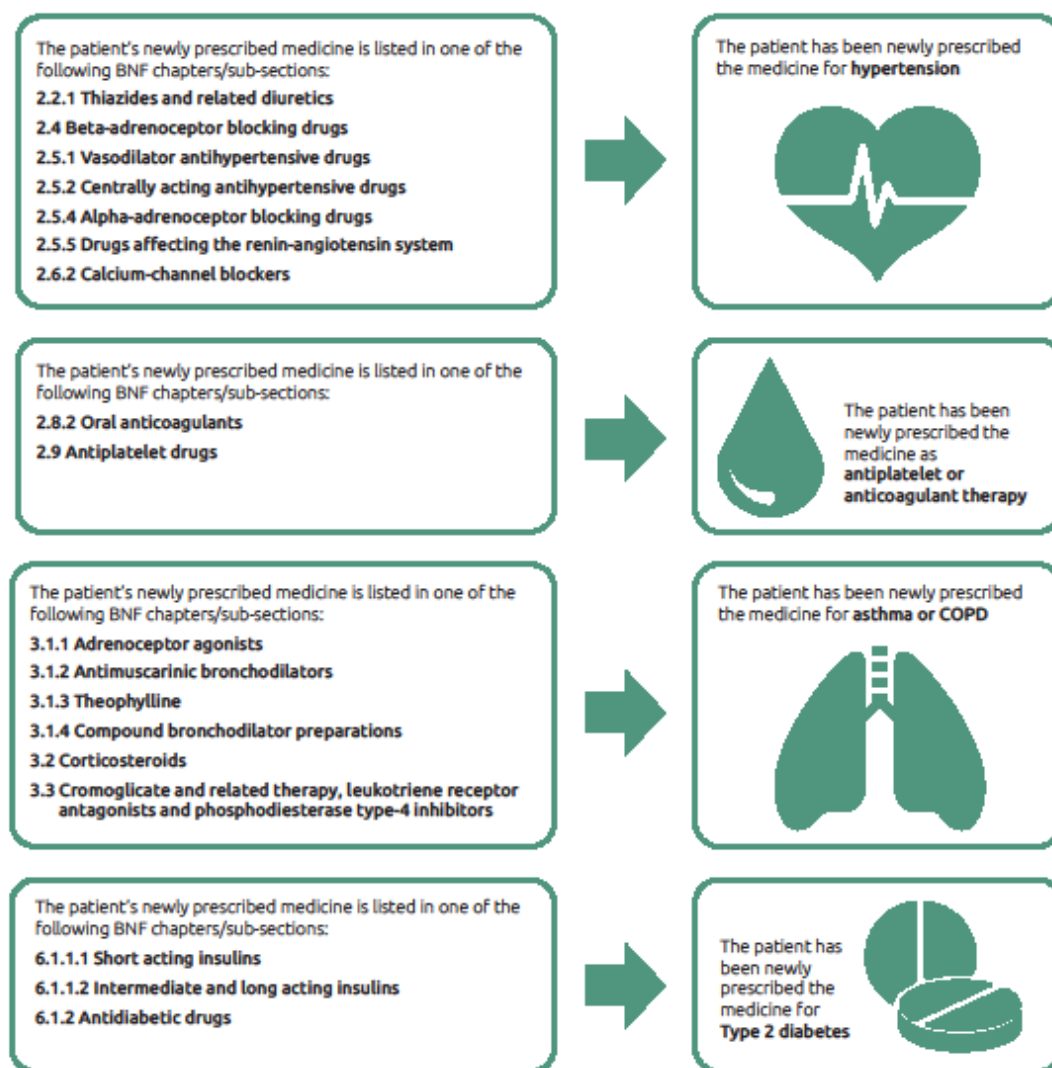 The patient's newly prescribed medicine is listed in one of the
following BNF chapters/sub-sections:
2.2.1 Thiazides and related diuretics
2.4 Beta-adrenoceptor blocking drugs
2.5.1 Vasodilator antihypertensive drugs
2.5.2 Centrally acting antihypertensive drugs
2.5.4 Alpha-adrenoceptor blocking drugs
2.5.5 Drugs affecting the renin-angiotensin system
2.6.2 Calcium-channel blockers
The patient has been newly prescribed
the medicine for hypertension
The patient's newly prescribed medicine is listed in one of the
following BNF chapters/sub-sections:
2.8.2 Oral anticoagulants
2.9 Antiplatelet drugs
The patient has been
newly prescribed the
medicine as
antiplatelet or
anticoagulant therapy
The patient's newly prescribed medicine is listed in one of the
following BNF chapters/sub-sections:
3.1.1 Adrenoceptor agonists
3.1.2 Antimuscarinic bronchodilators
3.1.3 Theophylline
3.1.4 Compound bronchodilator preparations
3.2 Corticosteroids
3.3 Cromoglicate and related therapy, leukotriene receptor
antagonists and phosphodiesterase type-4 inhibitors
The patient has been newly prescribed
the medicine for asthma or COPD
The patient's newly prescribed medicine is listed in one of the
following BNF chapters/sub-sections:
6.1.1.1 Short acting insulins
6.1.1.2 Intermediate and long acting insulins
6.1.2 Antidiabetic drugs
The patient has
been newly
prescribed the
medicine for
Type 2 diabetes